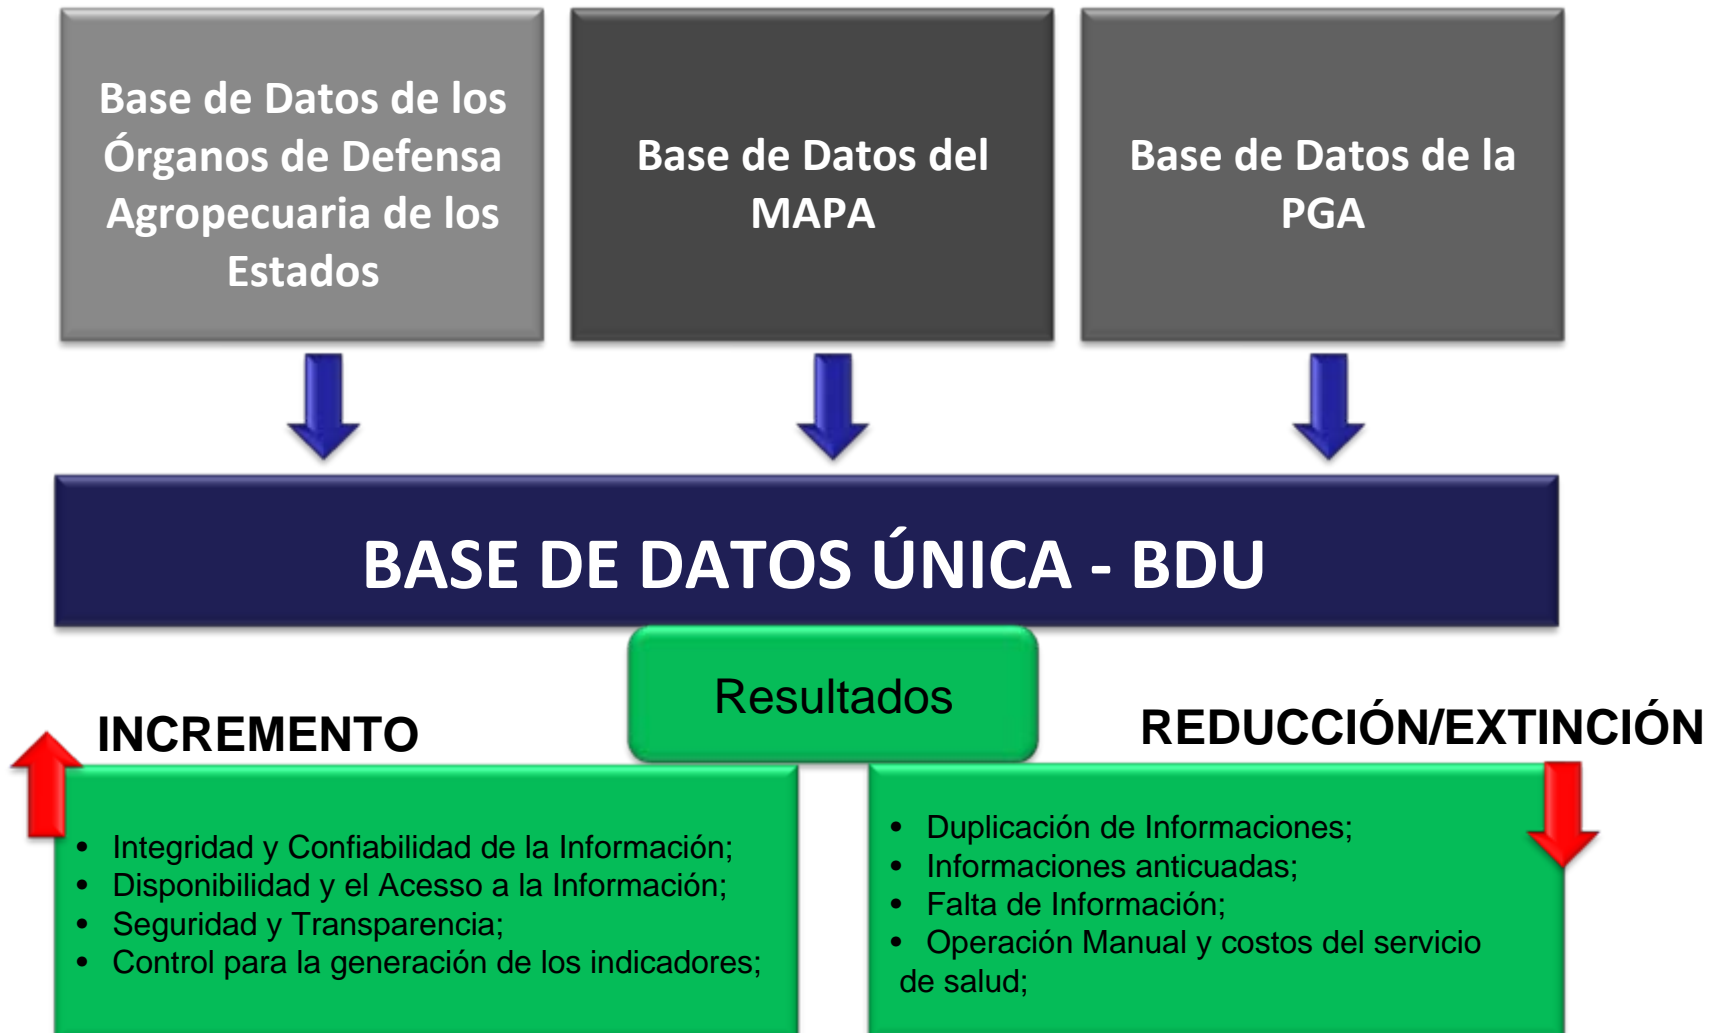 Base de Datos de los
Órganos de Defensa
Agropecuaria de los
Estados
Base de Datos del
MAPA
Base de Datos de la
PGA
BASE DE DATOS ÚNICA - BDU
Resultados
INCREMENTO
• Integridad y Confiabilidad de la Información;
• Disponibilidad y el Acesso a la Información;
• Seguridad y Transparencia;
• Control para la generación de los indicadores;
REDUCCIÓN/EXTINCIÓN
• Duplicación de Informaciones;
• Informaciones anticuadas;
• Falta de Información;
• Operación Manual y costos del servicio
de salud;